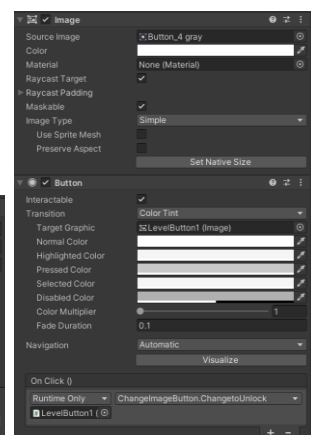 Image
Source Image Button_4 gray
Color
Material None (Material)
Raycast Target
Raycast Padding
Maskable
Image Type Simple
Use Sprite Mesh
Preserve Aspect
Set Native Size
Button
Interactable
Transition Color Tint
Target Graphic LevelButton1 (Image)
Normal Color
Highlighted Color
Pressed Color
Selected Color
Disabled Color
Color Multiplier 1
Fade Duration 0.1
Navigation Automatic
Visualize
On Click ()
Runtime Only ChangeImageButton.ChangetoUnlock
LevelButton1 (